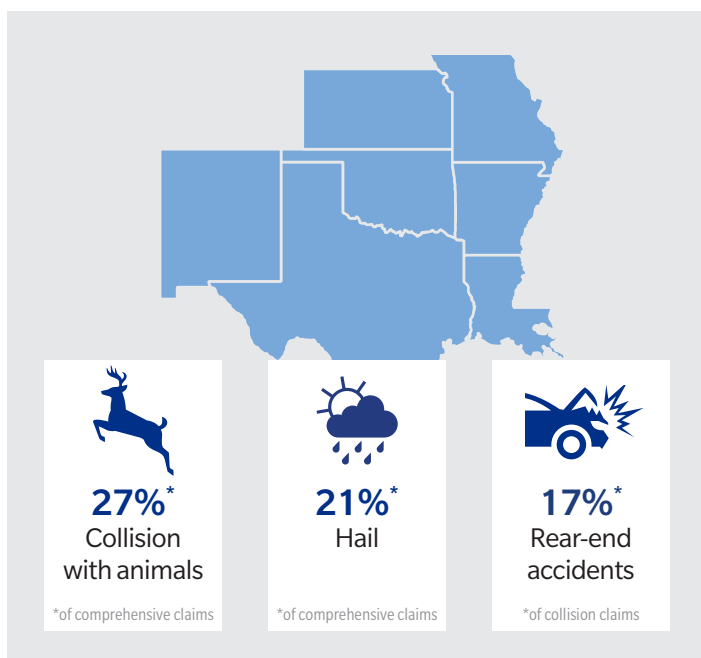 27%*
Collision
with animals
*of comprehensive claims
21%*
Hail
*of comprehensive claims
17%*
Rear-end
accidents
*of collision claims